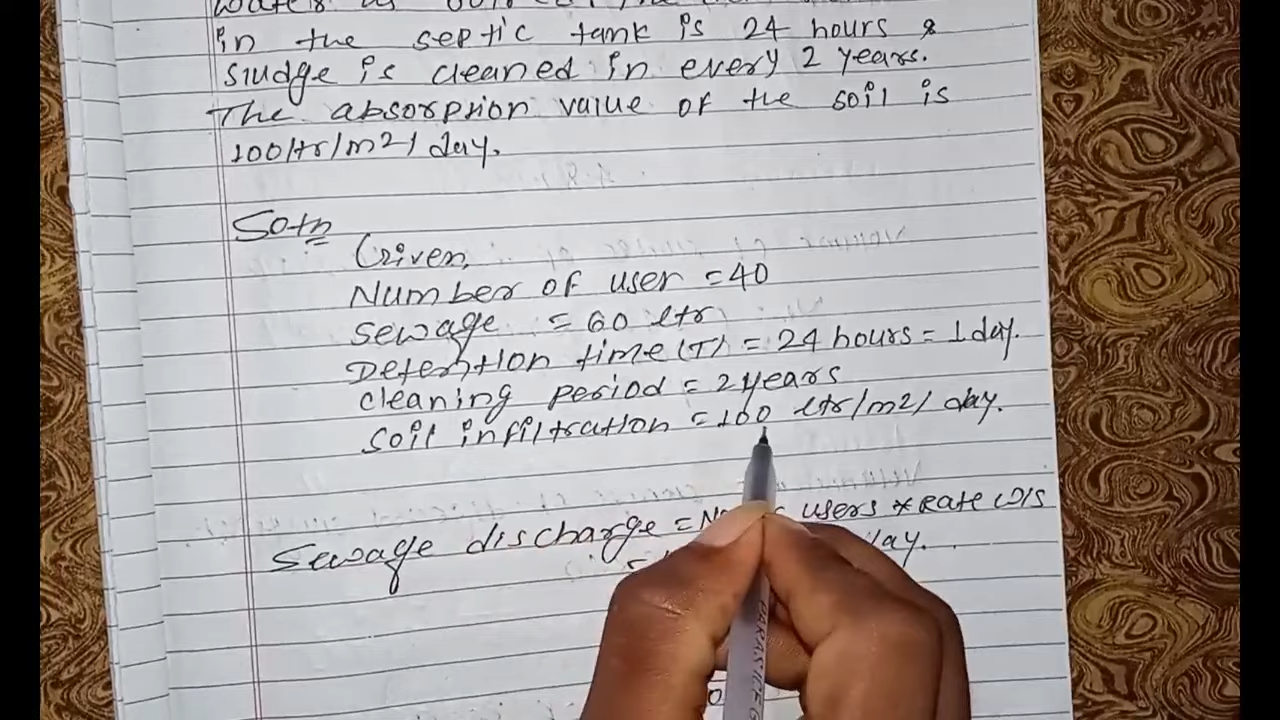 in the septic tank is 24 hours &
sludge is cleaned in every 2 years.
The absorption value of the soil is
100ltr/m2/day.
Soln
Given,
Number of user = 40
sewage = 60 ltr
Detention time (T) = 24 hours = 1 day.
cleaning period = 2 years
soil infiltration = 100 ltr/m2/day.
Sewage discharge = No users * Rate W/S
day.